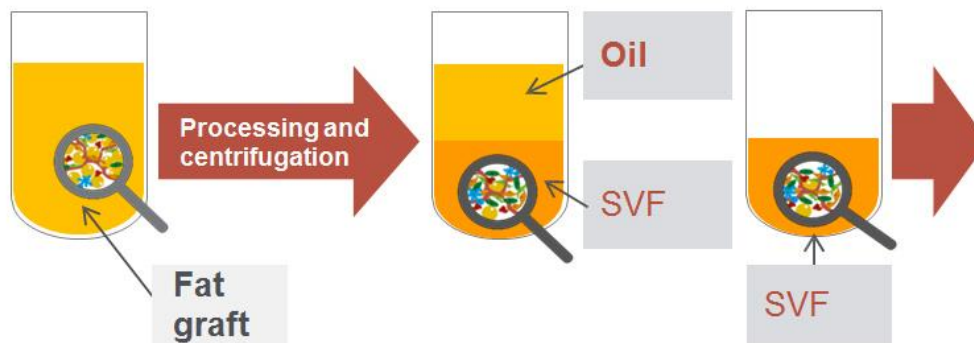 Fat
graft
Processing and
centrifugation
Oil
SVF
SVF